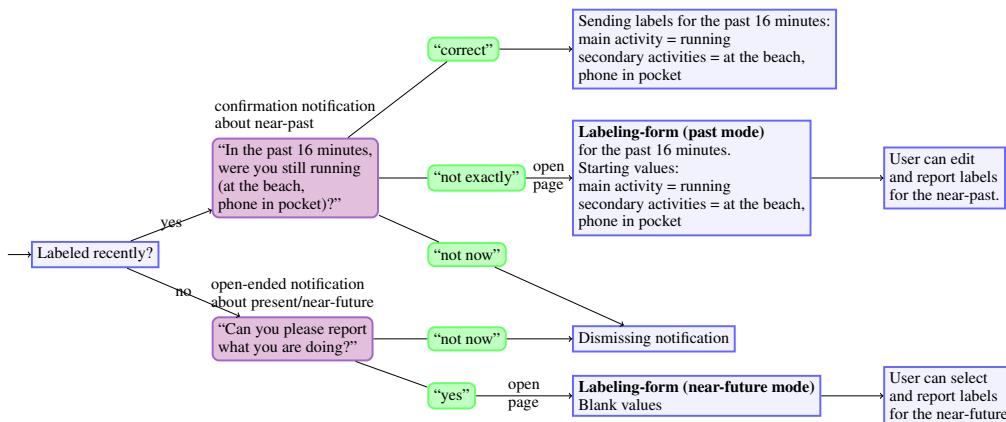 Sending labels for the past 16 minutes:
main activity = running
secondary activities = at the beach,
phone in pocket
“correct”
confirmation notification
about near-past
“In the past 16 minutes,
were you still running
(at the beach,
phone in pocket)?”
“not exactly”
open
page
Labeling-form (past mode)
for the past 16 minutes.
Starting values:
main activity = running
secondary activities = at the beach,
phone in pocket
User can edit
and report labels
for the near-past.
yes
Labeled recently?
“not now”
no
open-ended notification
about present/near-future
“Can you please report
what you are doing?”
“not now”
Dismissing notification
“yes”
open
page
Labeling-form (near-future mode)
Blank values
User can select
and report labels
for the near-future